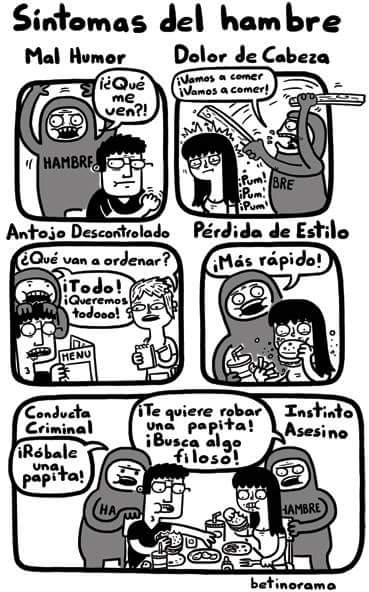 Síntomas del hambre
Mal Humor
¡¿Qué
me
ven?!
HAMBRE
Dolor de Cabeza
¡Vamos a comer
¡Vamos a comer!
¡Pum!
¡Pum!
¡Pum!
BRE
Antojo Descontrolado
¿Qué van a ordenar?
¡Todo!
¡Queremos
todooo!
MENU
Pérdida de Estilo
¡Más rápido!
Conducta
Criminal
¡Róbale
una
papita!
HA
¡Te quiere robar
una papita!
¡Busca algo
filoso!
Instinto
Asesino
HAMBRE
betinorama